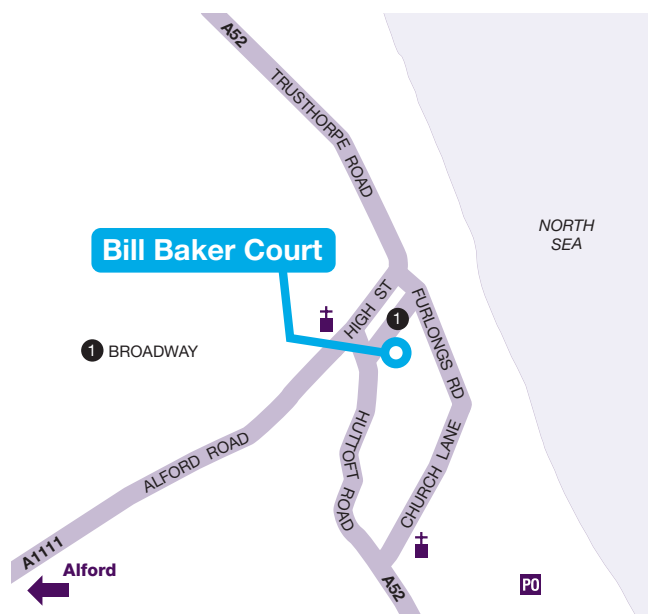 A52
TRUSTHORPE ROAD
NORTH
SEA
Bill Baker Court
HIGH ST
FURLONGS RD
1
1 BROADWAY
HUTTOFT ROAD
CHURCH LANE
ALFORD ROAD
A1111
Alford
A52
PO